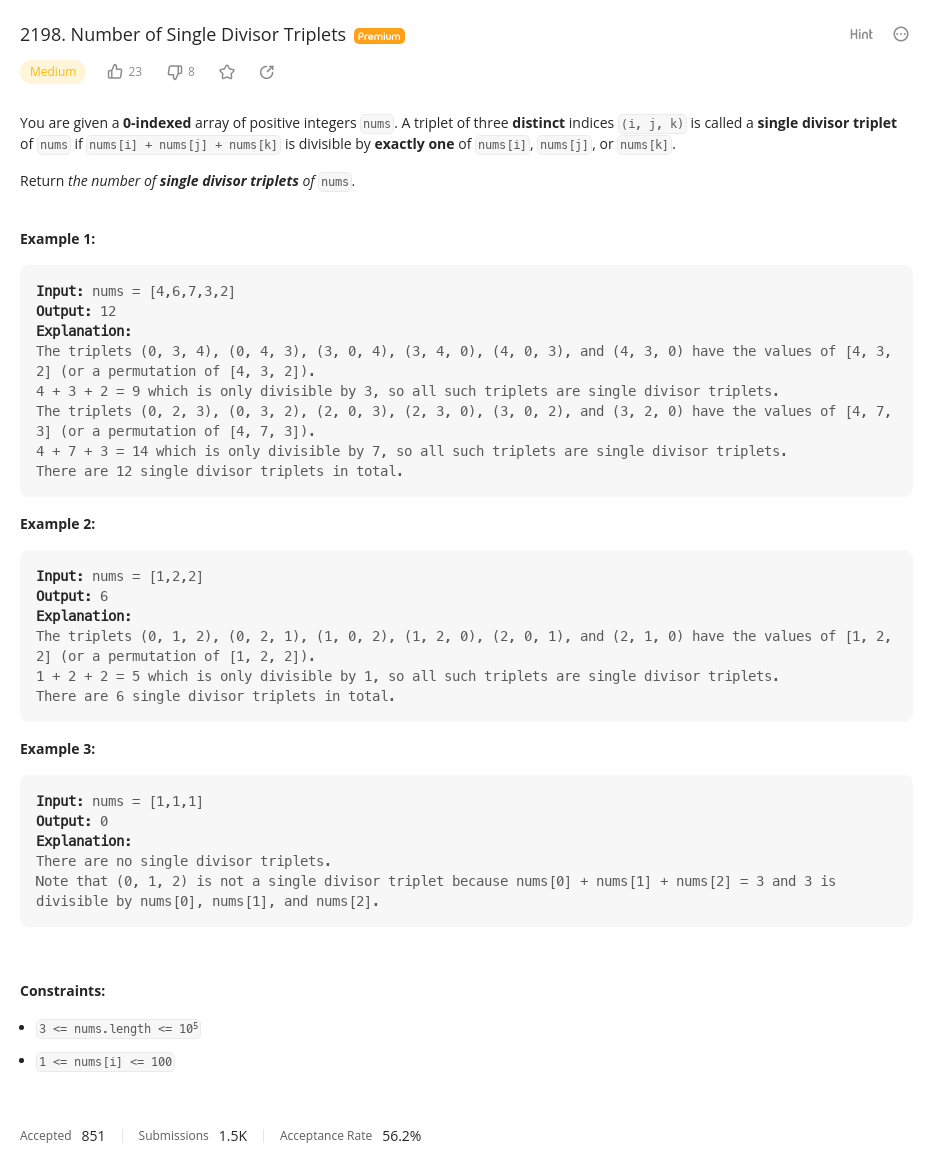 2198. Number of Single Divisor Triplets Premium Hint
Medium 23 8
You are given a 0-indexed array of positive integers nums. A triplet of three distinct indices (i, j, k) is called a single divisor triplet
of nums if nums[i] + nums[j] + nums[k] is divisible by exactly one of nums[i], nums[j], or nums[k].
Return the number of single divisor triplets of nums.
Example 1:
Input: nums = [4,6,7,3,2]
Output: 12
Explanation:
The triplets (0, 3, 4), (0, 4, 3), (3, 0, 4), (3, 4, 0), (4, 0, 3), and (4, 3, 0) have the values of [4, 3,
2] (or a permutation of [4, 3, 2]).
4 + 3 + 2 = 9 which is only divisible by 3, so all such triplets are single divisor triplets.
The triplets (0, 2, 3), (0, 3, 2), (2, 0, 3), (2, 3, 0), (3, 0, 2), and (3, 2, 0) have the values of [4, 7,
3] (or a permutation of [4, 7, 3]).
4 + 7 + 3 = 14 which is only divisible by 7, so all such triplets are single divisor triplets.
There are 12 single divisor triplets in total.
Example 2:
Input: nums = [1,2,2]
Output: 6
Explanation:
The triplets (0, 1, 2), (0, 2, 1), (1, 0, 2), (1, 2, 0), (2, 0, 1), and (2, 1, 0) have the values of [1, 2,
2] (or a permutation of [1, 2, 2]).
1 + 2 + 2 = 5 which is only divisible by 1, so all such triplets are single divisor triplets.
There are 6 single divisor triplets in total.
Example 3:
Input: nums = [1,1,1]
Output: 0
Explanation:
There are no single divisor triplets.
Note that (0, 1, 2) is not a single divisor triplet because nums[0] + nums[1] + nums[2] = 3 and 3 is
divisible by nums[0], nums[1], and nums[2].
Constraints:
• 3 <= nums.length <= 10⁵
• 1 <= nums[i] <= 100
Accepted 851 Submissions 1.5K Acceptance Rate 56.2%